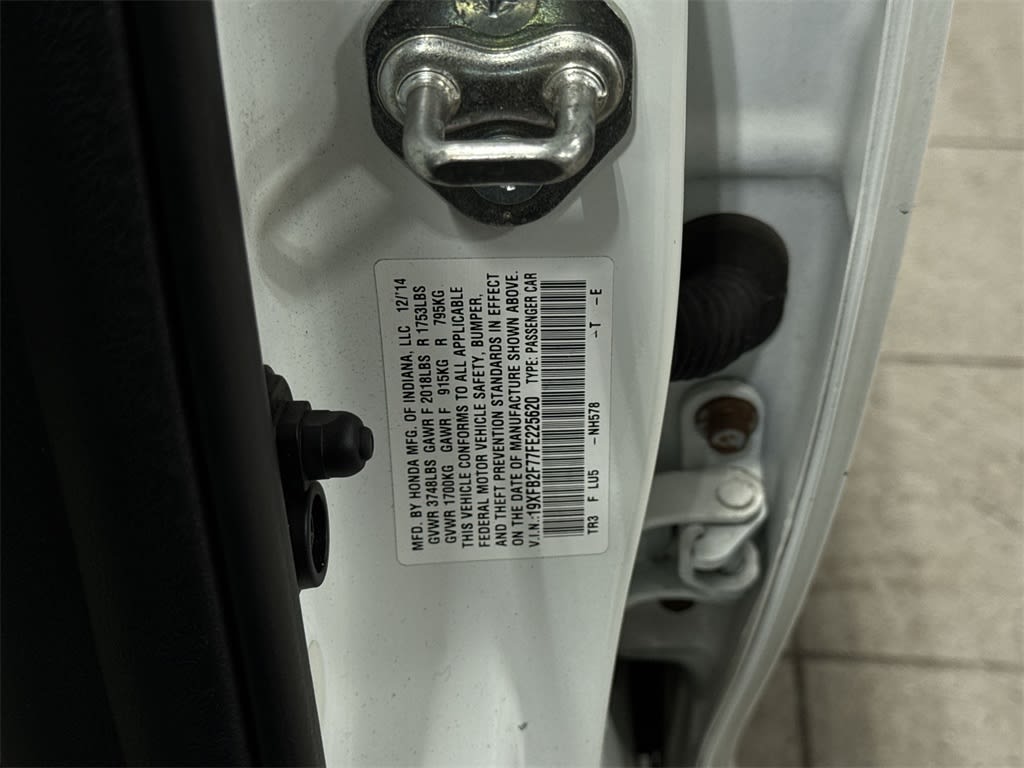 MFD. BY HONDA MFG. OF INDIANA, LLC 12/'14
GVWR 3748LBS GAWR F 2018LBS R 1753LBS
GVWR 1700KG GAWR F 915KG R 795KG
THIS VEHICLE CONFORMS TO ALL APPLICABLE
FEDERAL MOTOR VEHICLE SAFETY, BUMPER,
AND THEFT PREVENTION STANDARDS IN EFFECT
ON THE DATE OF MANUFACTURE SHOWN ABOVE.
V.I.N.:19XFB2F77FE225620 TYPE: PASSENGER CAR
TR3 F LU5 -NH578 -T -E